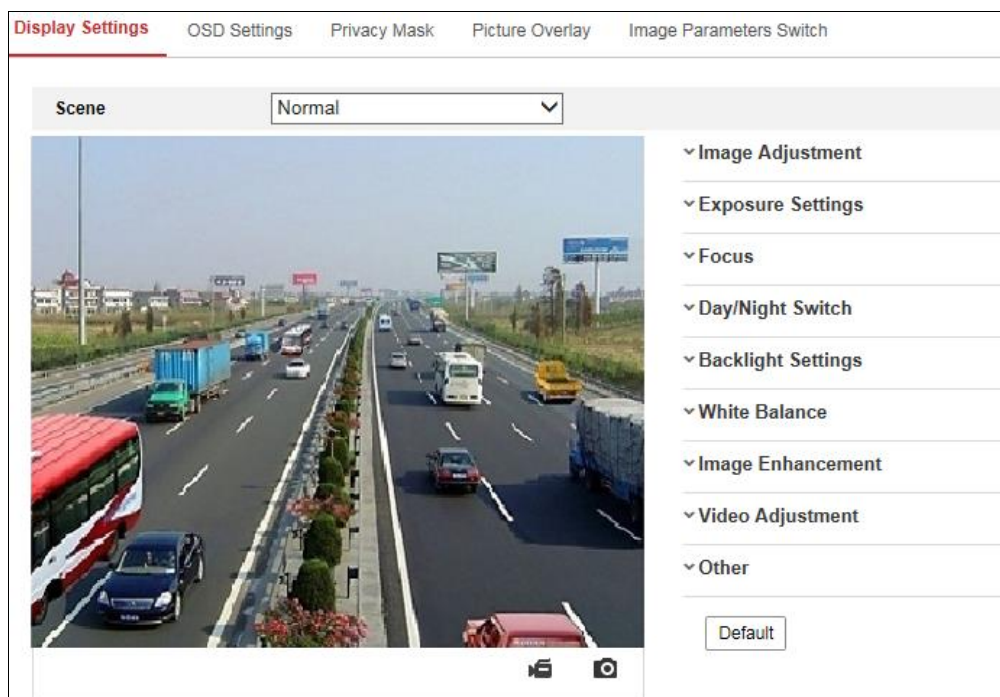 Display Settings OSD Settings Privacy Mask Picture Overlay Image Parameters Switch
Scene Normal
Image Adjustment
Exposure Settings
Focus
Day/Night Switch
Backlight Settings
White Balance
Image Enhancement
Video Adjustment
Other
Default